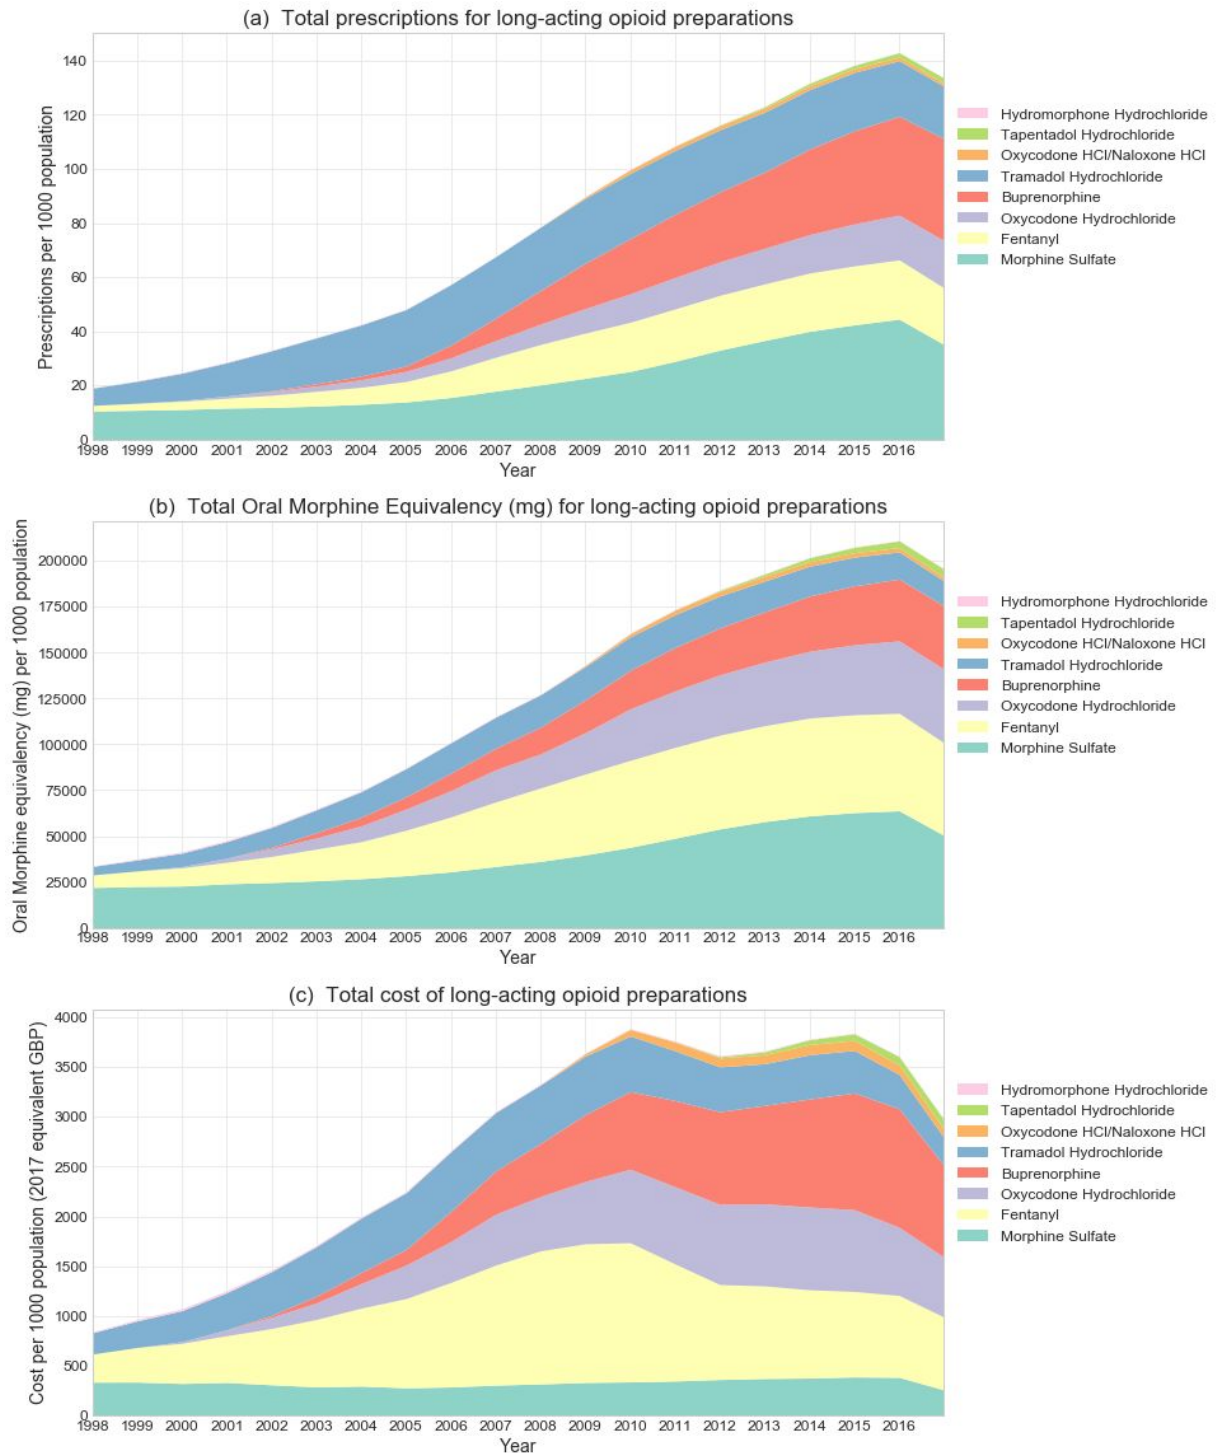 (a)  Total prescriptions for long-acting opioid preparations
Prescriptions per 1000 population
140
120
100
80
60
40
20
0
1998 1999 2000 2001 2002 2003 2004 2005 2006 2007 2008 2009 2010 2011 2012 2013 2014 2015 2016
Year
Hydromorphone Hydrochloride
Tapentadol Hydrochloride
Oxycodone HCl/Naloxone HCl
Tramadol Hydrochloride
Buprenorphine
Oxycodone Hydrochloride
Fentanyl
Morphine Sulfate
(b)  Total Oral Morphine Equivalency (mg) for long-acting opioid preparations
Oral Morphine equivalency (mg) per 1000 population
200000
175000
150000
125000
100000
75000
50000
25000
0
1998 1999 2000 2001 2002 2003 2004 2005 2006 2007 2008 2009 2010 2011 2012 2013 2014 2015 2016
Year
Hydromorphone Hydrochloride
Tapentadol Hydrochloride
Oxycodone HCl/Naloxone HCl
Tramadol Hydrochloride
Buprenorphine
Oxycodone Hydrochloride
Fentanyl
Morphine Sulfate
(c)  Total cost of long-acting opioid preparations
Cost per 1000 population (2017 equivalent GBP)
4000
3500
3000
2500
2000
1500
1000
500
0
1998 1999 2000 2001 2002 2003 2004 2005 2006 2007 2008 2009 2010 2011 2012 2013 2014 2015 2016
Year
Hydromorphone Hydrochloride
Tapentadol Hydrochloride
Oxycodone HCl/Naloxone HCl
Tramadol Hydrochloride
Buprenorphine
Oxycodone Hydrochloride
Fentanyl
Morphine Sulfate